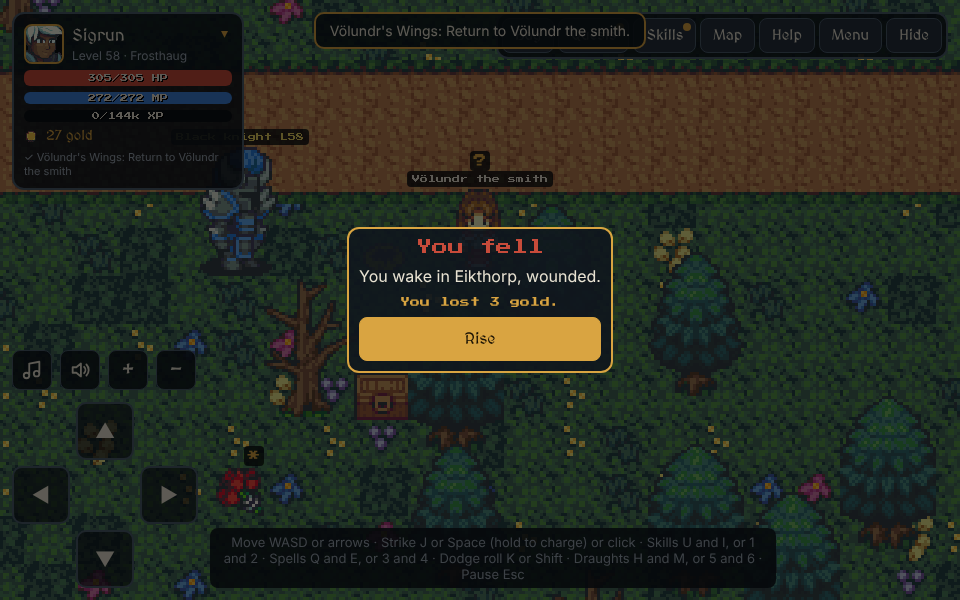 Sigrun
Level 58 · Frosthaug
305/305 HP
272/272 MP
0/144k XP
27 gold
✓ Völundr's Wings: Return to Völundr
the smith
Völundr's Wings: Return to Völundr the smith.
Skills
Map
Help
Menu
Hide
L58
?
Völundr the smith
You fell
You wake in Eikthorp, wounded.
You lost 3 gold.
Rise
+
−
Move WASD or arrows · Strike J or Space (hold to charge) or click · Skills U and I, or 1
and 2 · Spells Q and E, or 3 and 4 · Dodge roll K or Shift · Draughts H and M, or 5 and 6 ·
Pause Esc